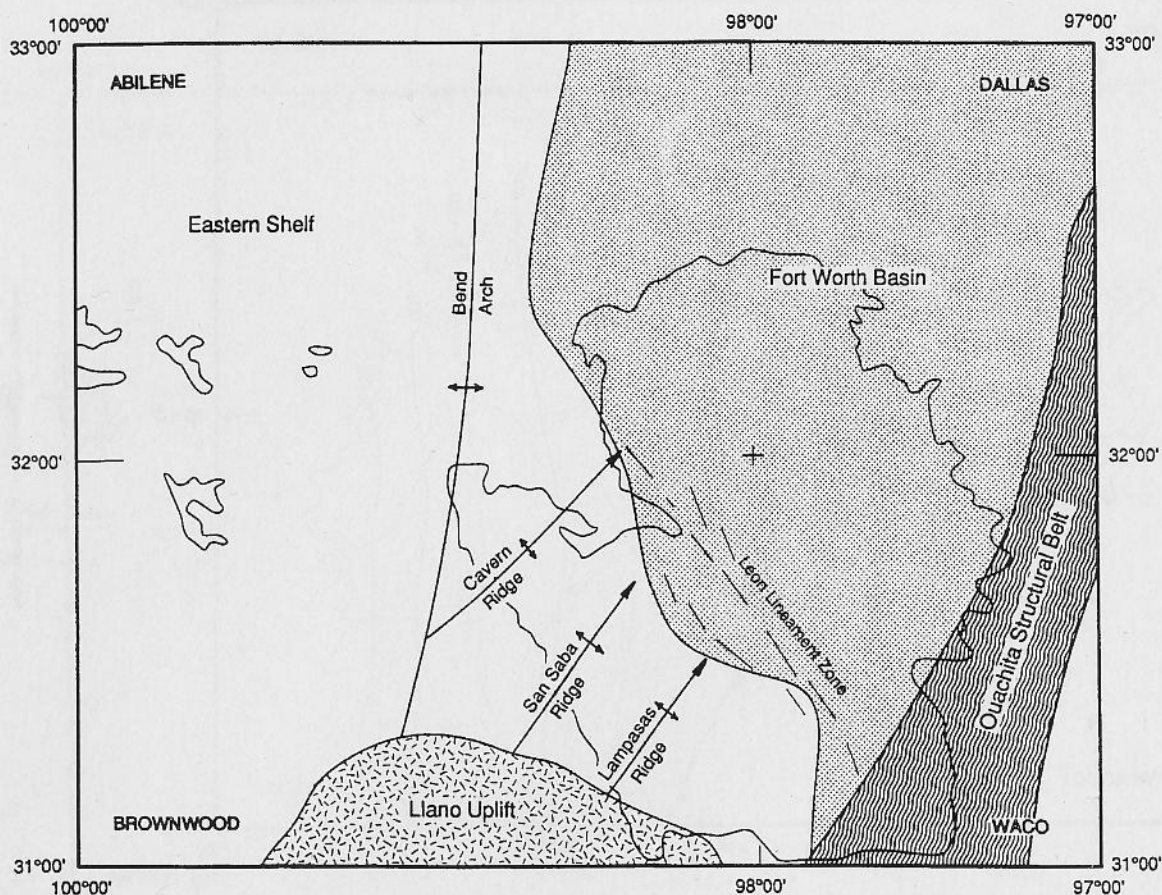 100°00'
98°00'
97°00'
33°00'
33°00'
ABILENE
DALLAS
Eastern Shelf
Fort Worth Basin
Bend
Arch
32°00'
32°00'
Cavern
Ridge
Leon Lineament Zone
San Saba
Ridge
Lampasas
Ridge
Ouachita Structural Belt
Llano Uplift
BROWNWOOD
WACO
31°00'
31°00'
100°00'
98°00'
97°00'